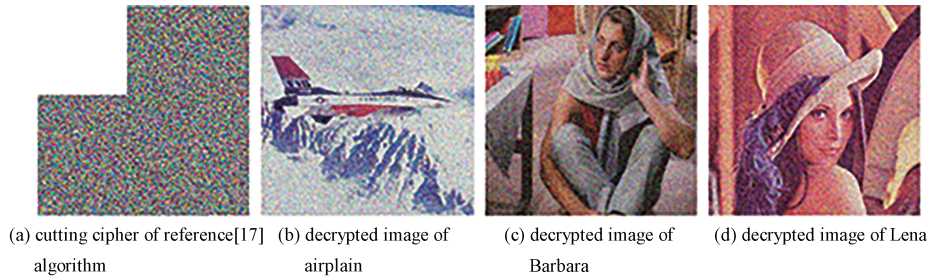 (a) cutting cipher of reference[17] algorithm
(b) decrypted image of airplain
(c) decrypted image of Barbara
(d) decrypted image of Lena